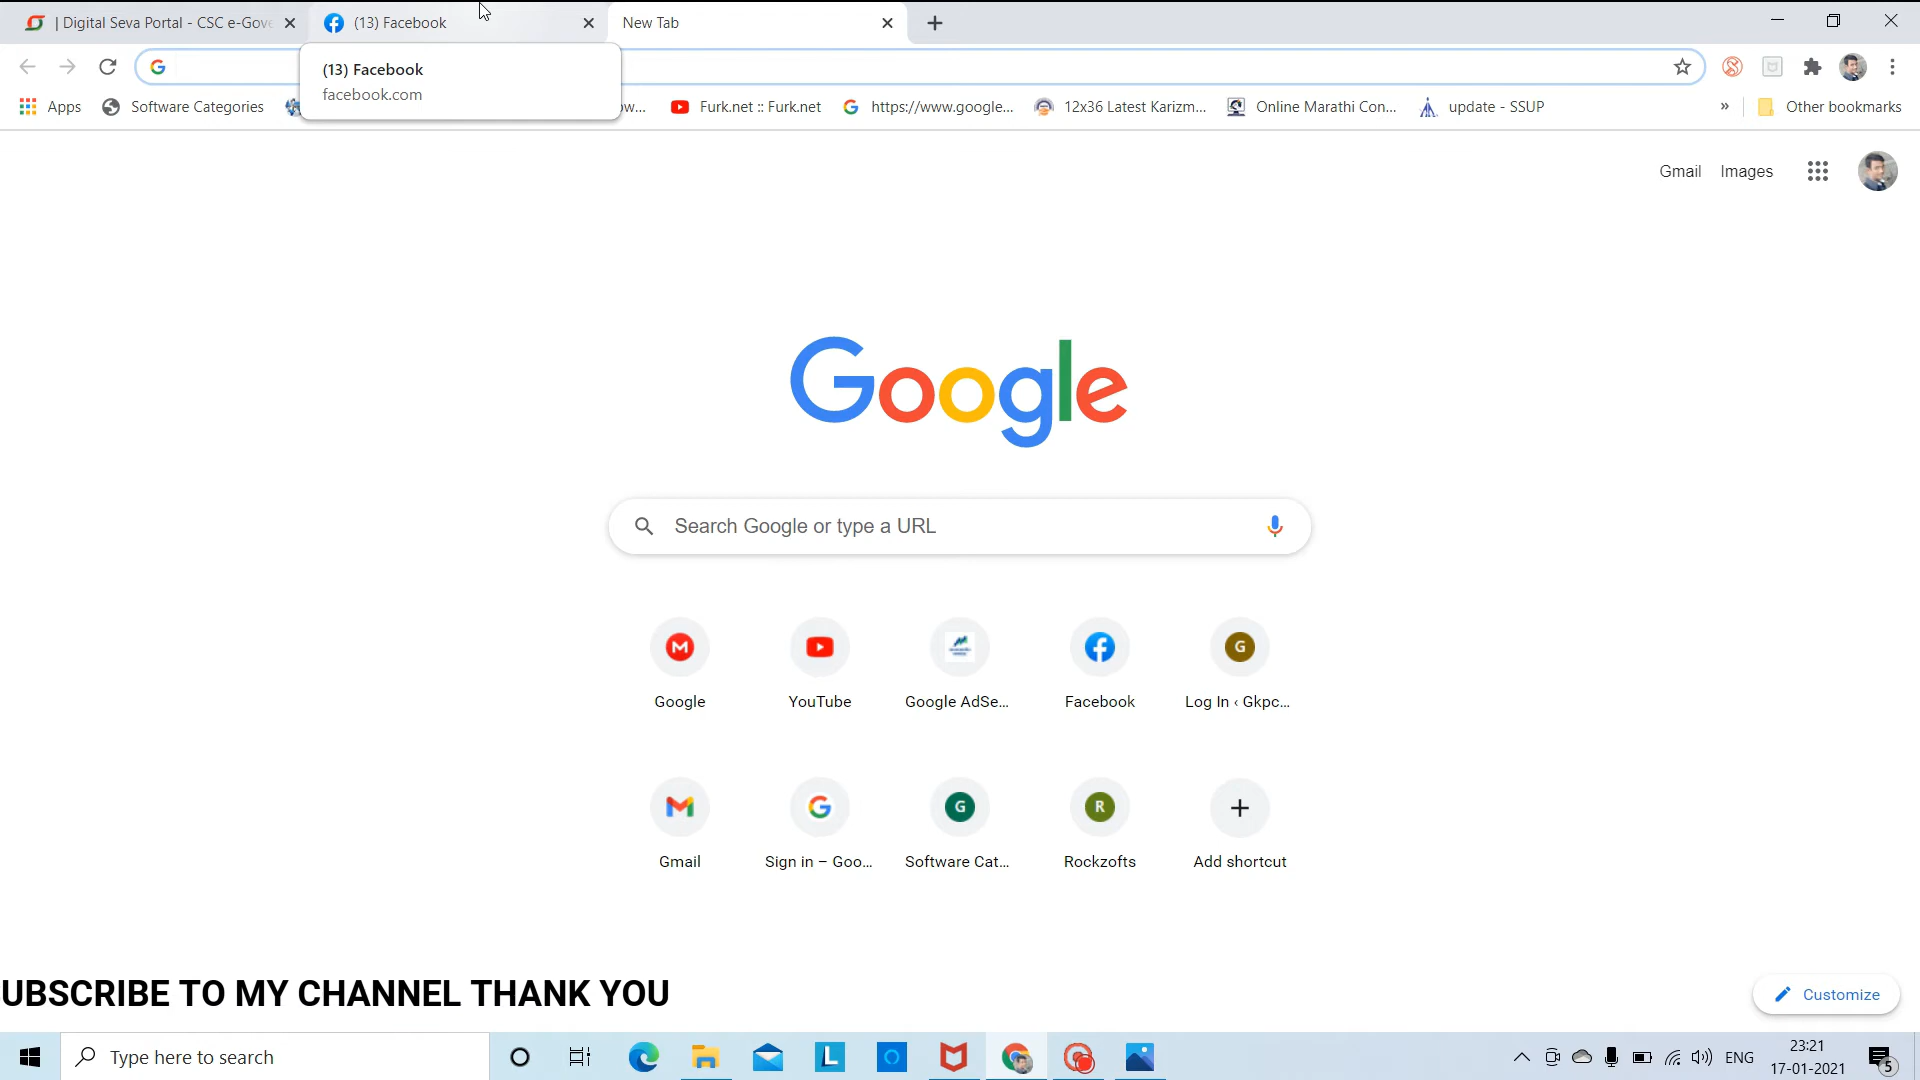 | Digital Seva Portal - CSC e-Gove
(13) Facebook
New Tab
(13) Facebook
facebook.com
Apps
Software Categories
ow...
Furk.net :: Furk.net
https://www.google...
12x36 Latest Karizm...
Online Marathi Con...
update - SSUP
»
Other bookmarks
Gmail
Images
Google
Search Google or type a URL
Google
YouTube
Google AdSe...
Facebook
Log In ‹ Gkpc...
Gmail
Sign in – Goo...
Software Cat...
Rockzofts
Add shortcut
UBSCRIBE TO MY CHANNEL THANK YOU
Customize
Type here to search
ENG
23:21
17-01-2021
5